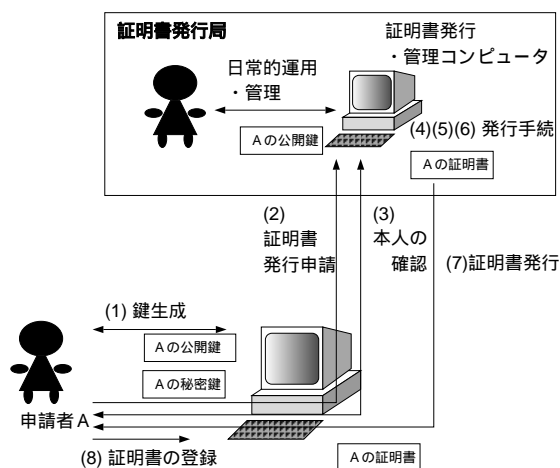 証明書発行局
証明書発行
・管理コンピュータ
日常的運用
・管理
Aの公開鍵
(4)(5)(6) 発行手続
Aの証明書
(2)
証明書
発行申請
(3)
本人の
確認
(7)証明書発行
(1) 鍵生成
Aの公開鍵
Aの秘密鍵
申請者A
(8) 証明書の登録
Aの証明書